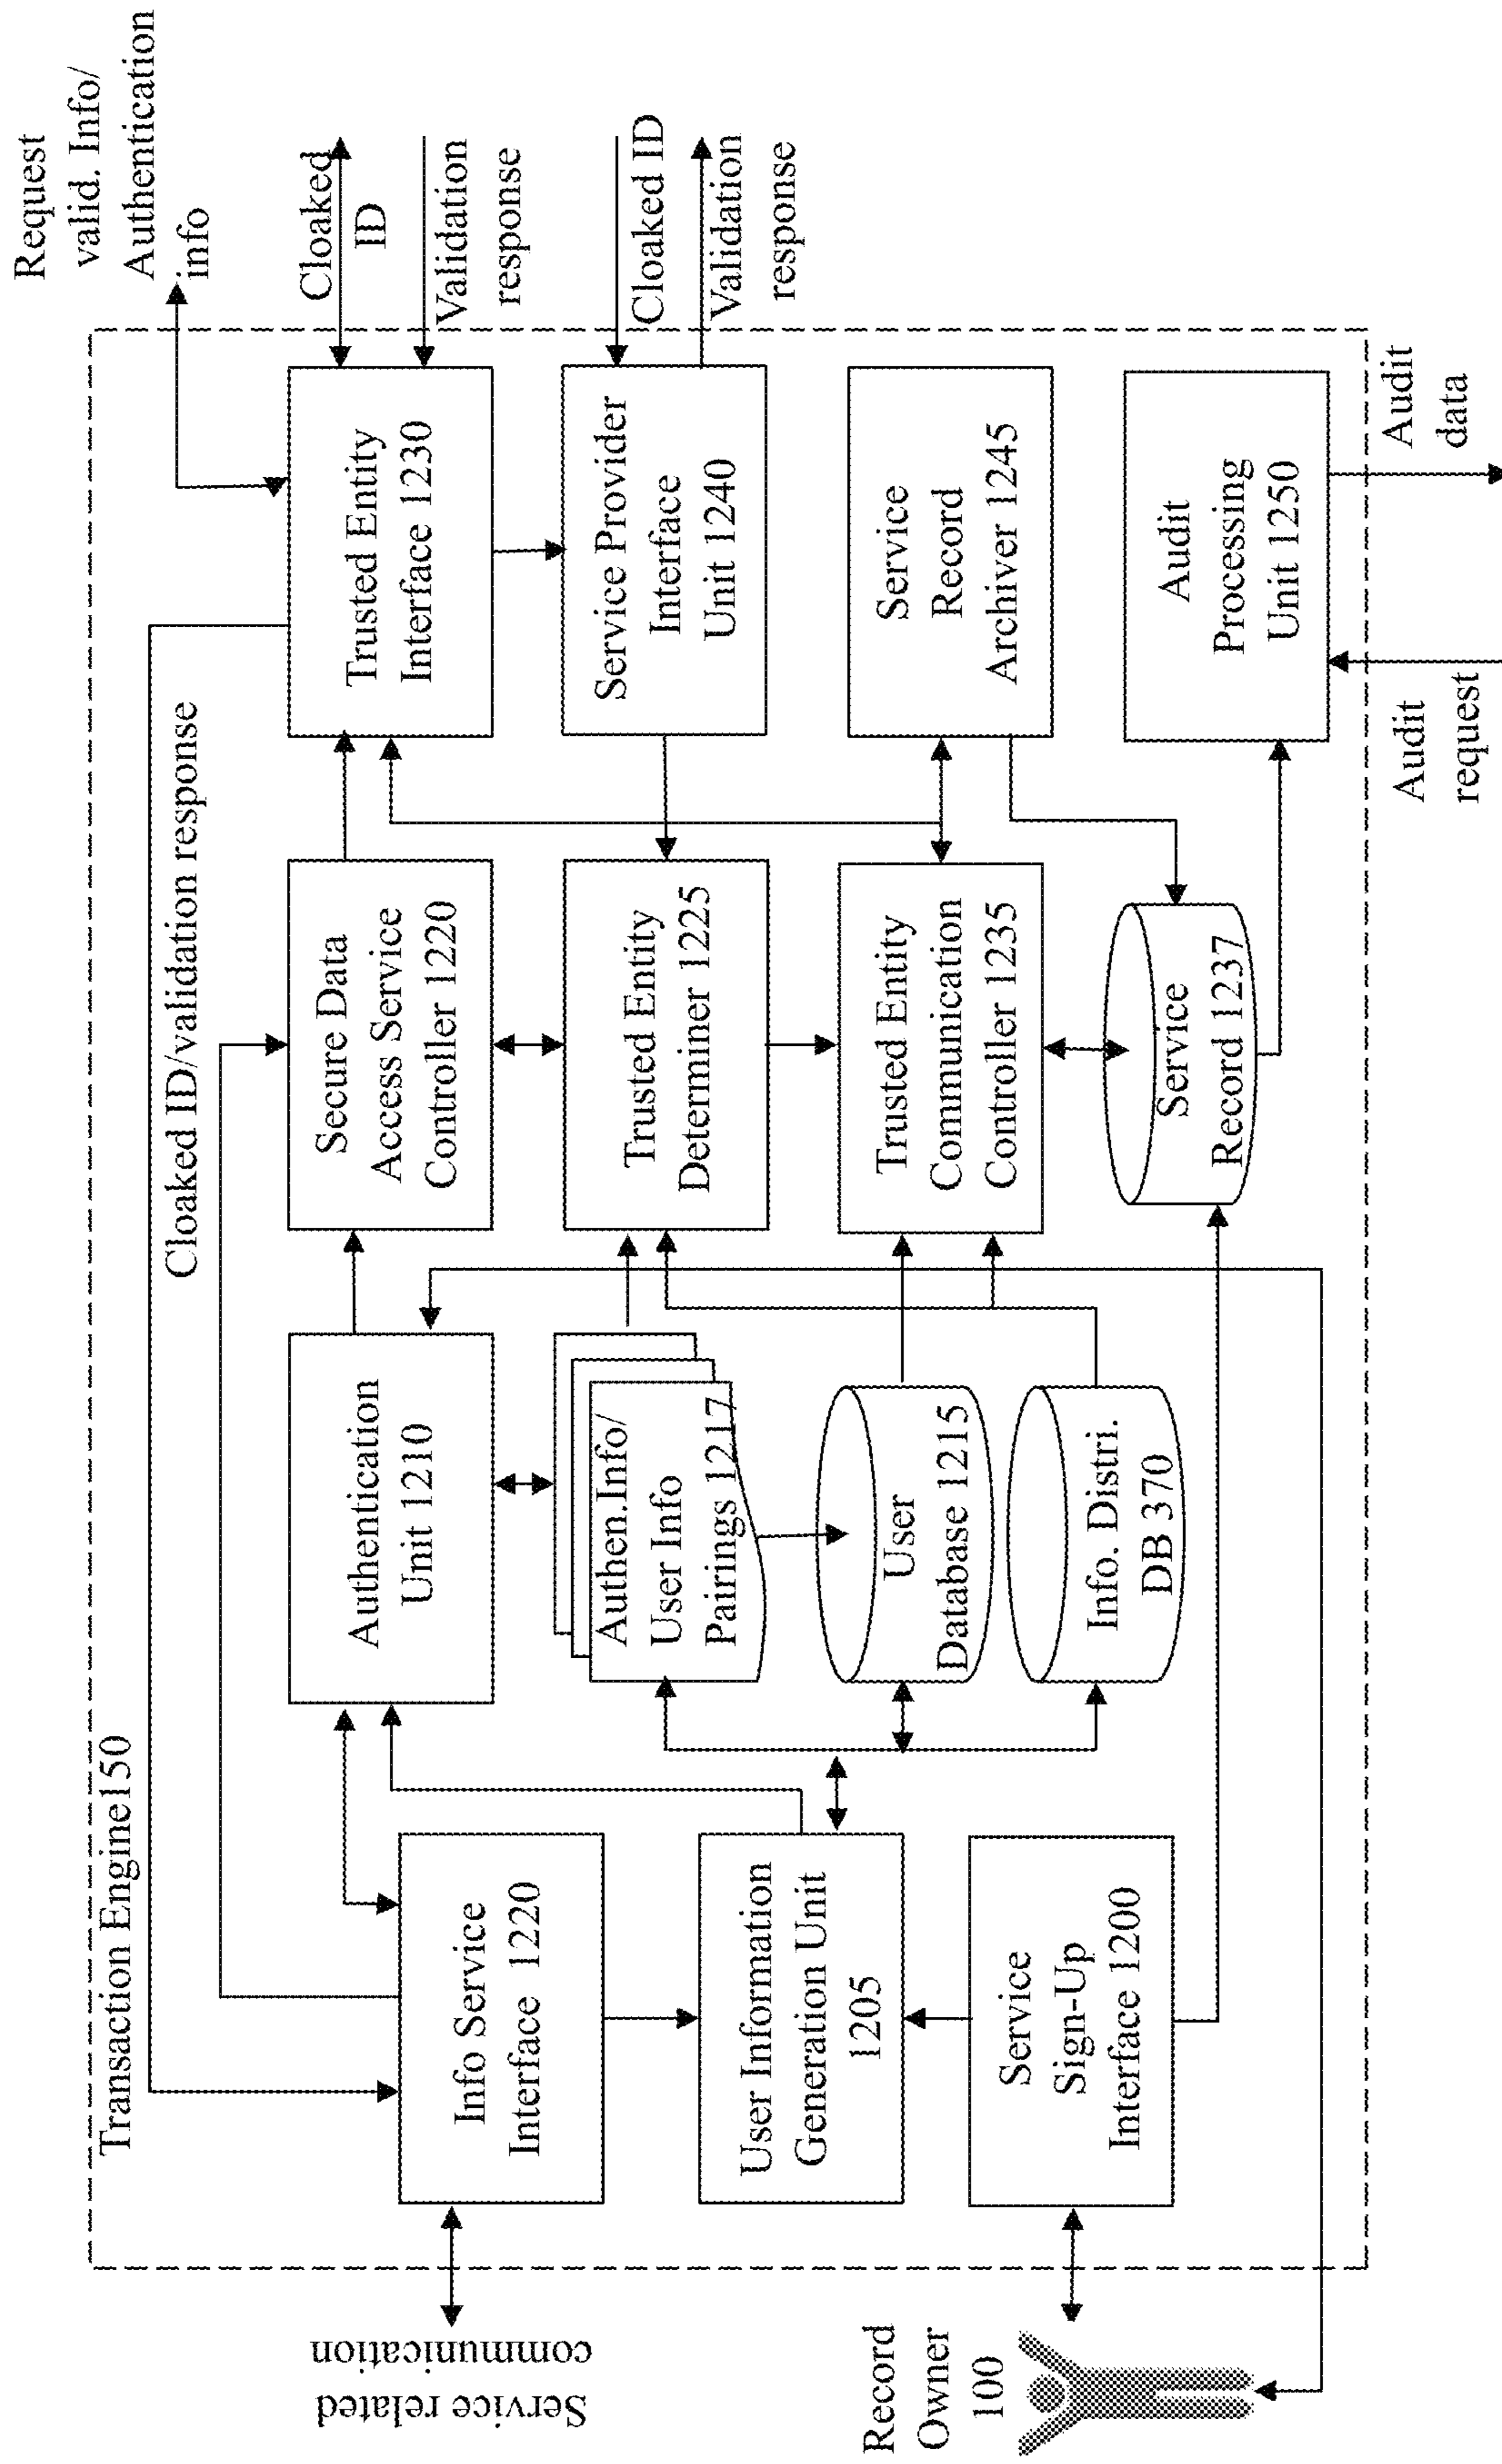 Transaction Engine150
Cloaked ID/validation response
Request
valid. Info/
Authentication
info
Cloaked
ID
Validation
response
Cloaked ID
Validation
response
Service related
communication
Info Service
Interface 1220
Authentication
Unit 1210
Secure Data
Access Service
Controller 1220
Trusted Entity
Interface 1230
User Information
Generation Unit
1205
Authen.Info/
User Info
Pairings 1217
Trusted Entity
Determiner 1225
Service Provider
Interface
Unit 1240
User
Database 1215
Trusted Entity
Communication
Controller 1235
Service
Record
Archiver 1245
Record
Owner
100
Service
Sign-Up
Interface 1200
Info. Distri.
DB 370
Service
Record 1237
Audit
Processing
Unit 1250
Audit
request
Audit
data